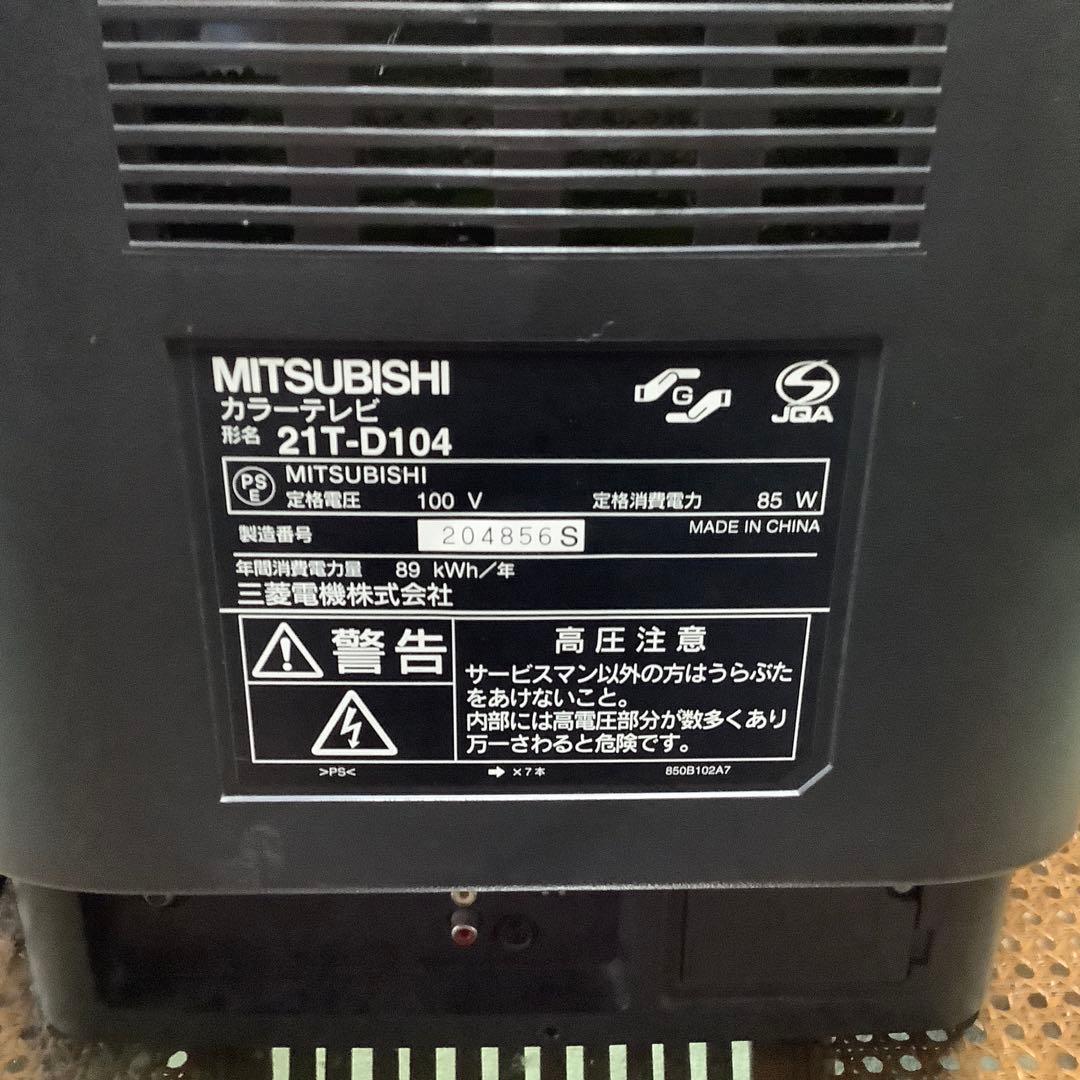 MITSUBISHI
カラーテレビ
形名 21T-D104
G
JQA
PS E MITSUBISHI
定格電圧 100 V 定格消費電力 85 W
製造番号 204856S MADE IN CHINA
年間消費電力量 89 kWh/年
三菱電機株式会社
警告
高圧注意
サービスマン以外の方はうらぶた
をあけないこと。
内部には高電圧部分が数多くあり
万一さわると危険です。
>PS< ➡ ×7本 850B102A7